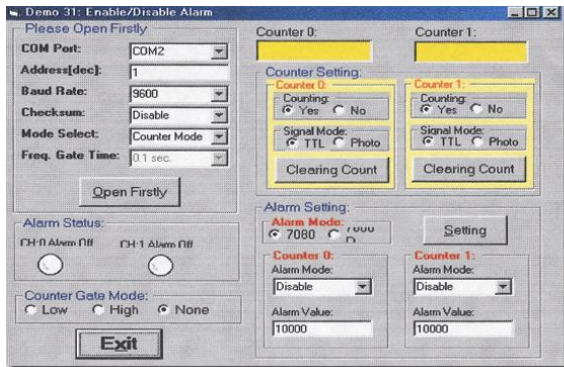 Demo 31: Enable/Disable Alarm
Please Open Firstly
COM Port: COM2
Address[dec]: 1
Baud Rate: 9600
Checksum: Disable
Mode Select: Counter Mode
Freq. Gate Time: 0.1 sec.
Open Firstly
Alarm Status:
CH:0 Alarm Off CH:1 Alarm Off
Counter Gate Mode:
Low High None
Exit
Counter 0: Counter 1:
Counter Setting:
Counter 0:
Counting:
Yes No
Signal Mode:
TTL Photo
Clearing Count
Counter 1:
Counting:
Yes No
Signal Mode:
TTL Photo
Clearing Count
Alarm Setting:
Alarm Mode:
7080
Setting
Counter 0:
Alarm Mode:
Disable
Alarm Value:
10000
Counter 1:
Alarm Mode:
Disable
Alarm Value:
10000